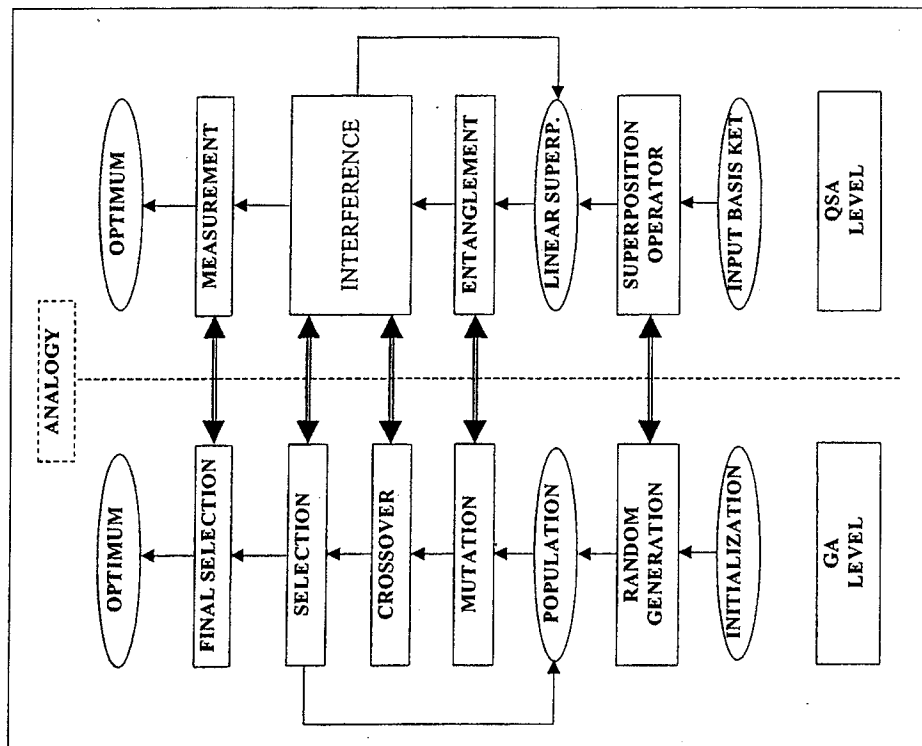 GA
LEVEL
INITIALIZATION
RANDOM
GENERATION
POPULATION
MUTATION
CROSSOVER
SELECTION
FINAL SELECTION
OPTIMUM
ANALOGY
QSA
LEVEL
INPUT BASIS KET
SUPERPOSITION
OPERATOR
LINEAR SUPERP.
ENTANGLEMENT
INTERFERENCE
MEASUREMENT
OPTIMUM